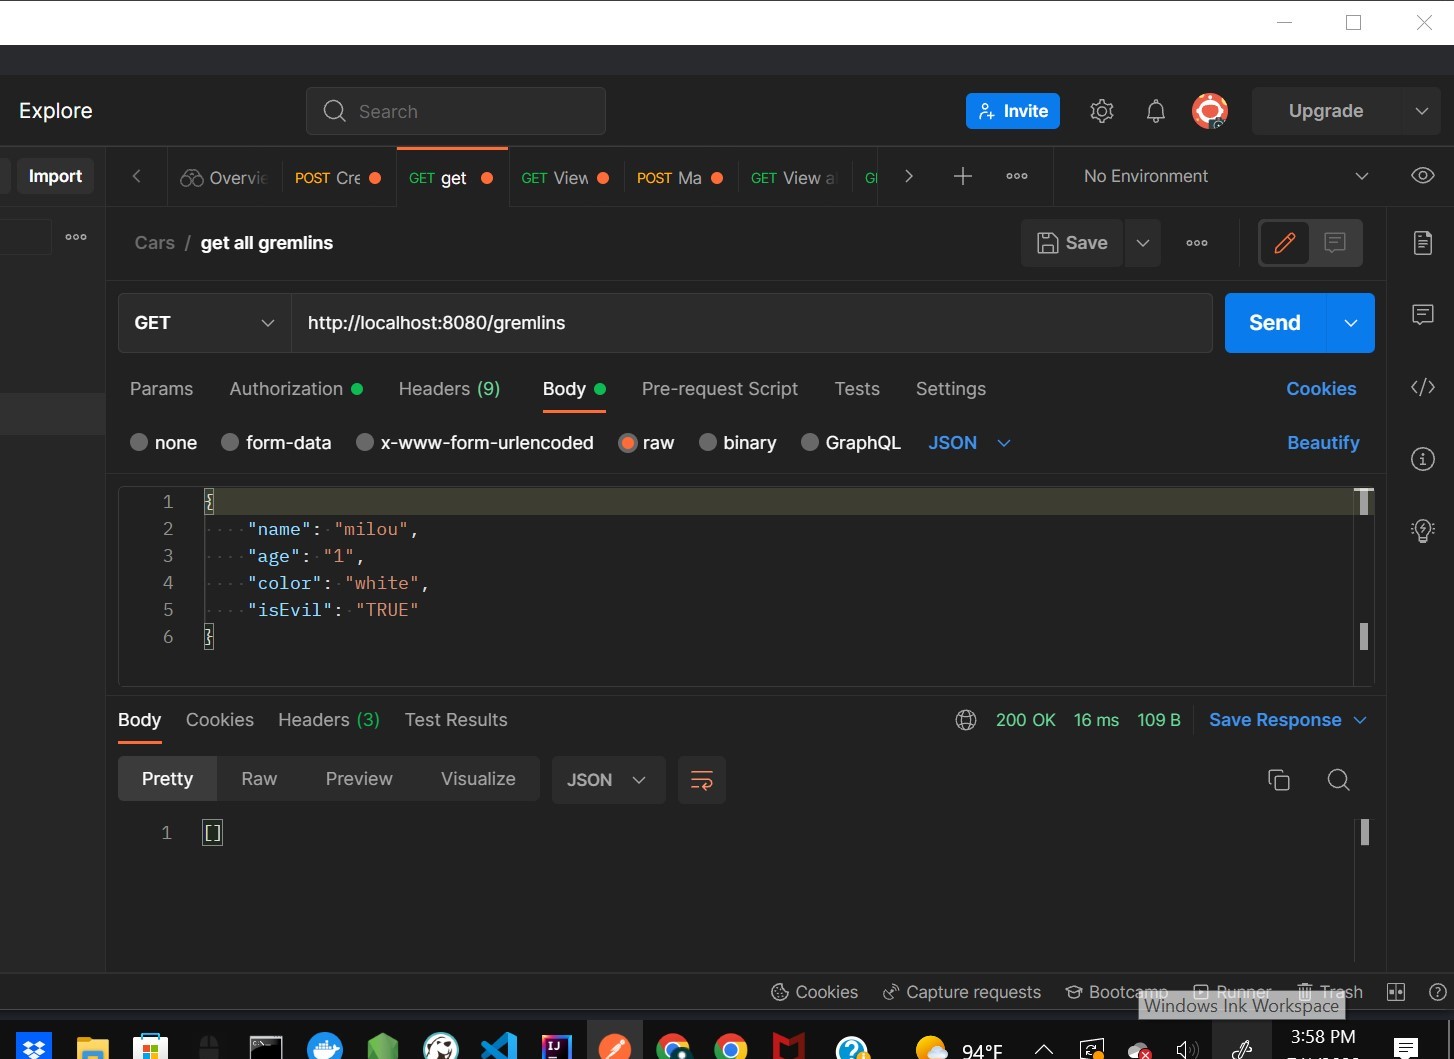 Explore
Search
Invite
Upgrade
Import
Overvie
POST Cre
GET get
GET View
POST Ma
GET View a
No Environment
Cars / get all gremlins
Save
GET
http://localhost:8080/gremlins
Send
Params Authorization Headers (9) Body Pre-request Script Tests Settings Cookies
none form-data x-www-form-urlencoded raw binary GraphQL JSON Beautify
1 {
2 "name": "milou",
3 "age": "1",
4 "color": "white",
5 "isEvil": "TRUE"
6 }
Body Cookies Headers (3) Test Results 200 OK 16 ms 109 B Save Response
Pretty Raw Preview Visualize JSON
1 []
Cookies Capture requests Bootcamp Runner Trash
Windows Ink Workspace
94°F
3:58 PM